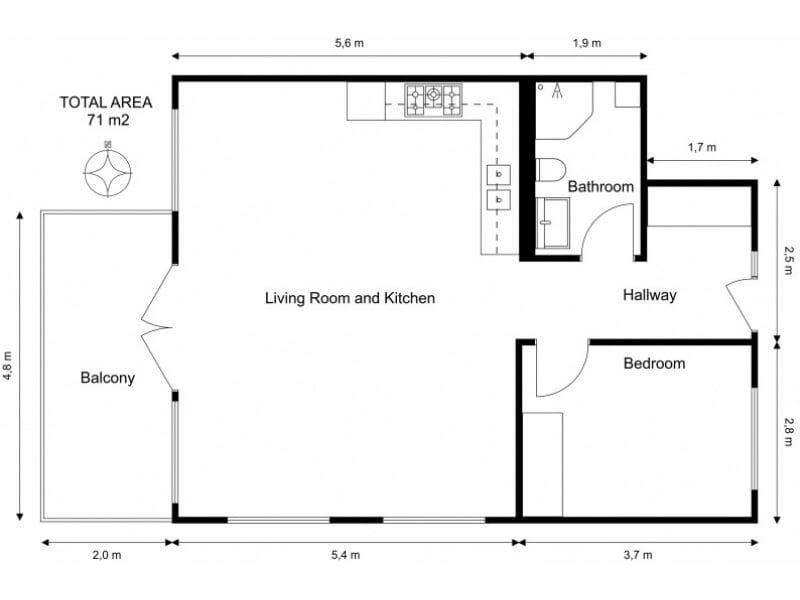 5,6 m
1,9 m
TOTAL AREA
71 m2
1,7 m
Bathroom
2,5 m
Living Room and Kitchen
Hallway
4,8 m
Balcony
Bedroom
2,8 m
2,0 m
5,4 m
3,7 m